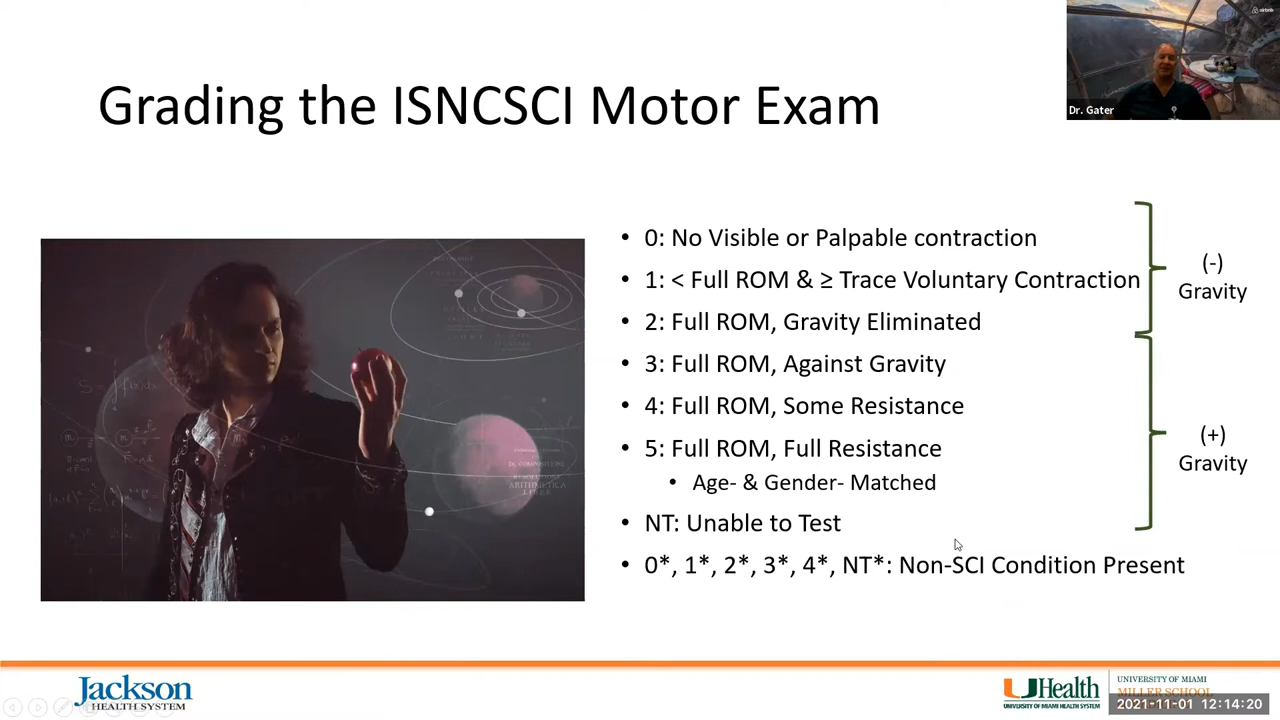 airbnb
Dr. Gater
Grading the ISNCSCI Motor Exam
• 0: No Visible or Palpable contraction
• 1: < Full ROM & ≥ Trace Voluntary Contraction
• 2: Full ROM, Gravity Eliminated
(-)
Gravity
• 3: Full ROM, Against Gravity
• 4: Full ROM, Some Resistance
• 5: Full ROM, Full Resistance
• Age- & Gender- Matched
• NT: Unable to Test
(+)
Gravity
• 0*, 1*, 2*, 3*, 4*, NT*: Non-SCI Condition Present
ARITHMETICA
Jackson
HEALTH SYSTEM
UHealth
UNIVERSITY OF MIAMI HEALTH SYSTEM
UNIVERSITY OF MIAMI
MILLER SCHOOL
2021-11-01 12:14:20